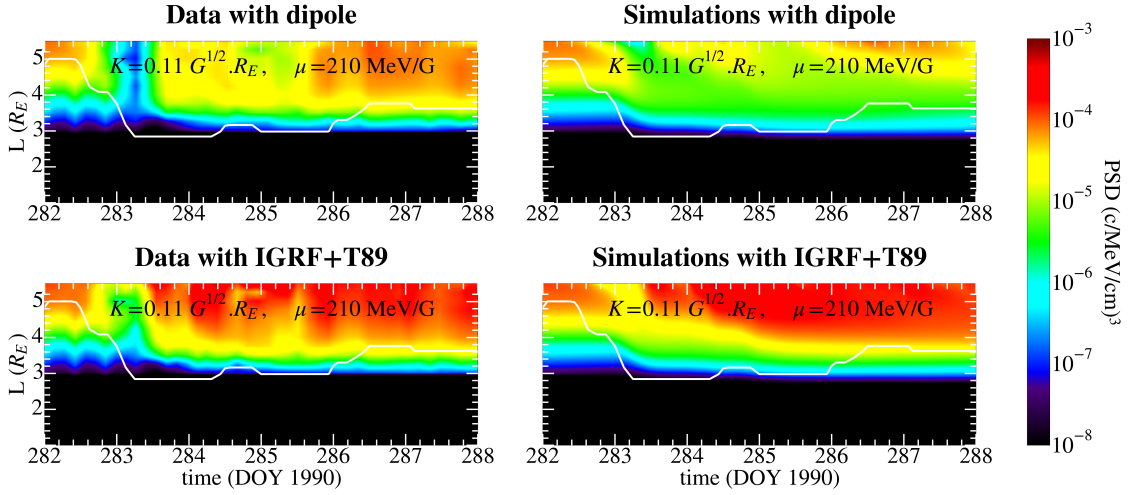 Data with dipole
Simulations with dipole
K=0.11 G^{1/2}.R_E, μ=210 MeV/G
K=0.11 G^{1/2}.R_E, μ=210 MeV/G
L (R_E)
5
4
3
2
282 283 284 285 286 287 288
282 283 284 285 286 287 288
Data with IGRF+T89
Simulations with IGRF+T89
K=0.11 G^{1/2}.R_E, μ=210 MeV/G
K=0.11 G^{1/2}.R_E, μ=210 MeV/G
L (R_E)
5
4
3
2
282 283 284 285 286 287 288
282 283 284 285 286 287 288
time (DOY 1990)
time (DOY 1990)
10^{-3}
10^{-4}
10^{-5}
10^{-6}
10^{-7}
10^{-8}
PSD (c/MeV/cm)^3